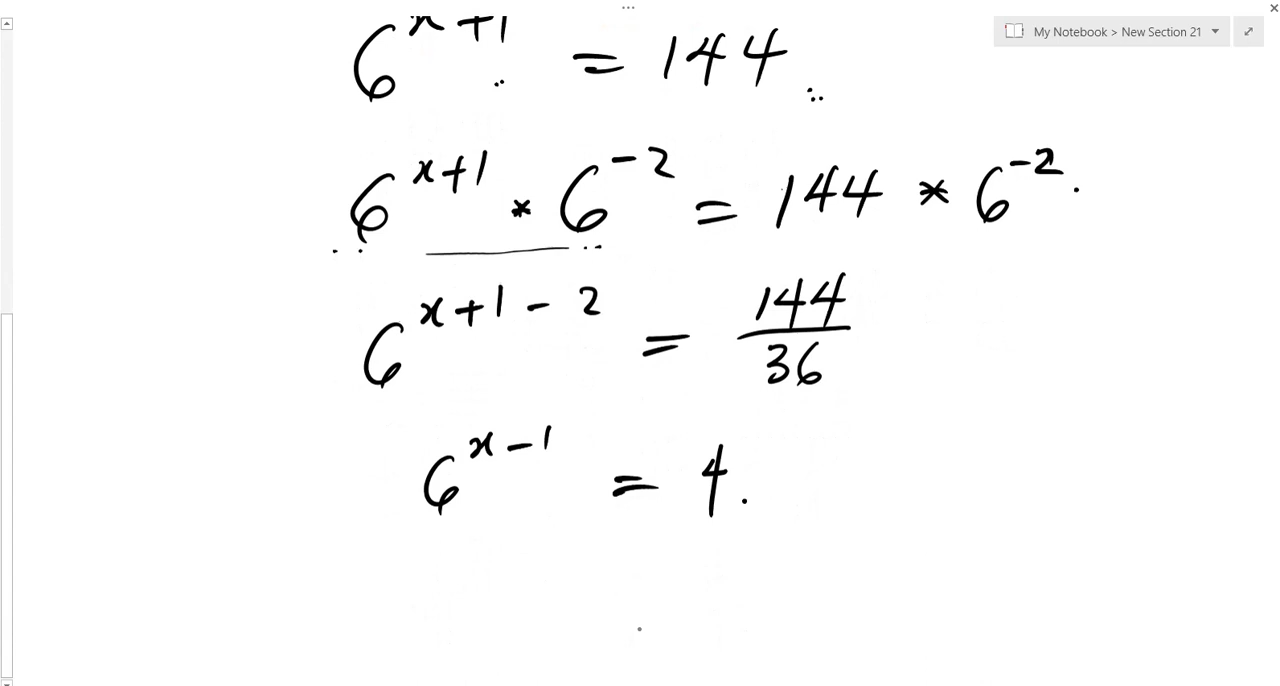 My Notebook > New Section 21
6^{x+1} = 144
6^{x+1} * 6^{-2} = 144 * 6^{-2}.
6^{x+1-2} = \frac{144}{36}
6^{x-1} = 4.